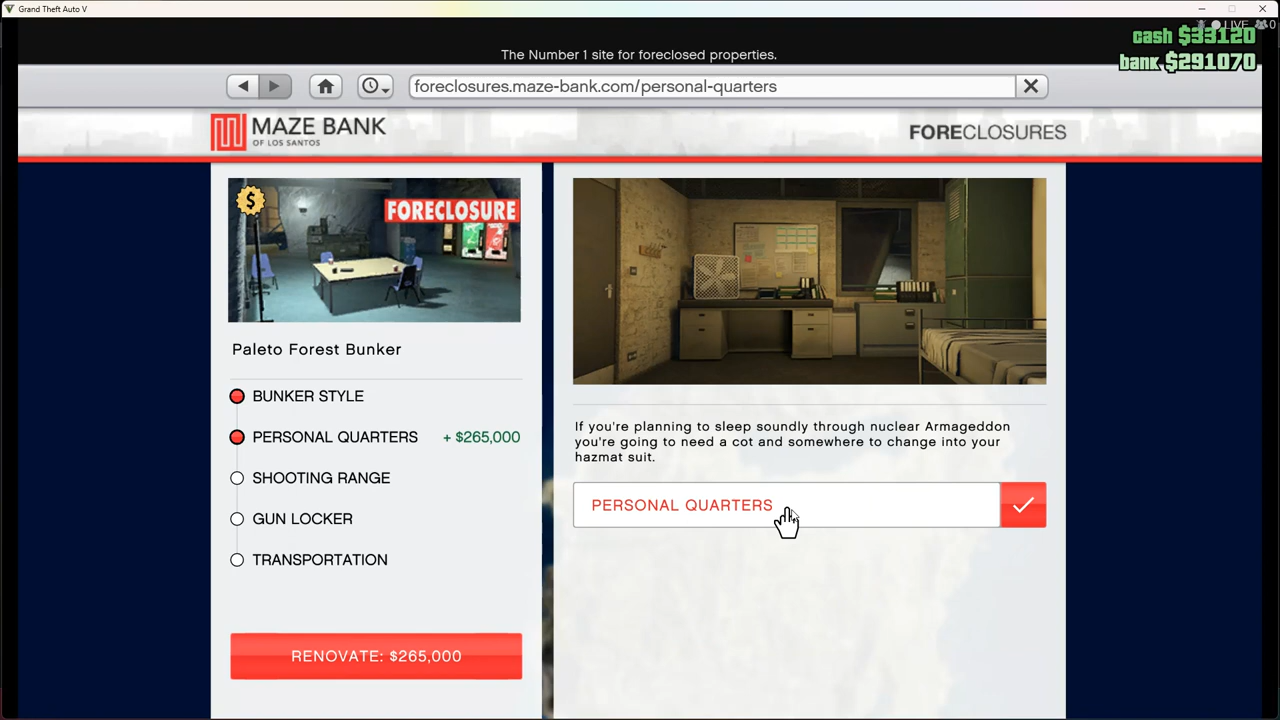 Grand Theft Auto V
LIVE 0
cash $33120
bank $291070
The Number 1 site for foreclosed properties.
foreclosures.maze-bank.com/personal-quarters
MAZE BANK
OF LOS SANTOS
FORECLOSURES
$
FORECLOSURE
Paleto Forest Bunker
BUNKER STYLE
PERSONAL QUARTERS + $265,000
SHOOTING RANGE
GUN LOCKER
TRANSPORTATION
RENOVATE: $265,000
If you're planning to sleep soundly through nuclear Armageddon
you're going to need a cot and somewhere to change into your
hazmat suit.
PERSONAL QUARTERS